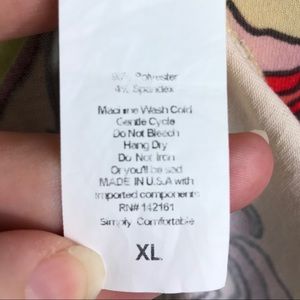 Polyester
4% Spandex
Machine Wash Cold
Gentle Cycle
Do Not Bleach
Hang Dry
Do Not Iron
Or you'll be sad
MADE IN U.S.A with
imported components
RN# 142161
Simply Comfortable
XL